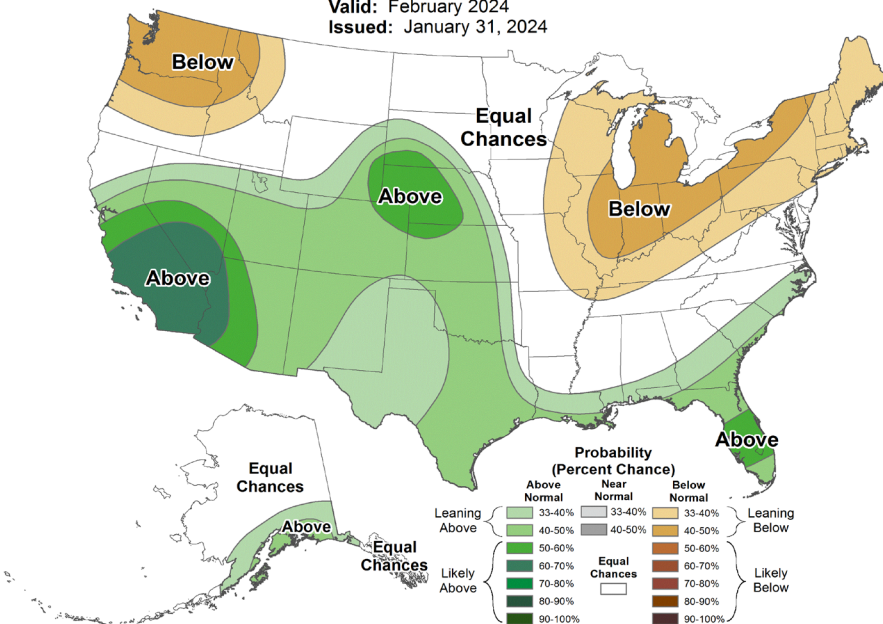 Valid: February 2024
Issued: January 31, 2024
Below
Equal
Chances
Above
Below
Above
Above
Equal
Chances
Above
Equal
Chances
Probability
(Percent Chance)
Above
Normal
Near
Normal
Below
Normal
Leaning
Above
33-40%
33-40%
33-40%
Leaning
Below
40-50%
40-50%
40-50%
Likely
Above
50-60%
60-70%
70-80%
80-90%
90-100%
Equal
Chances
50-60%
60-70%
70-80%
80-90%
90-100%
Likely
Below